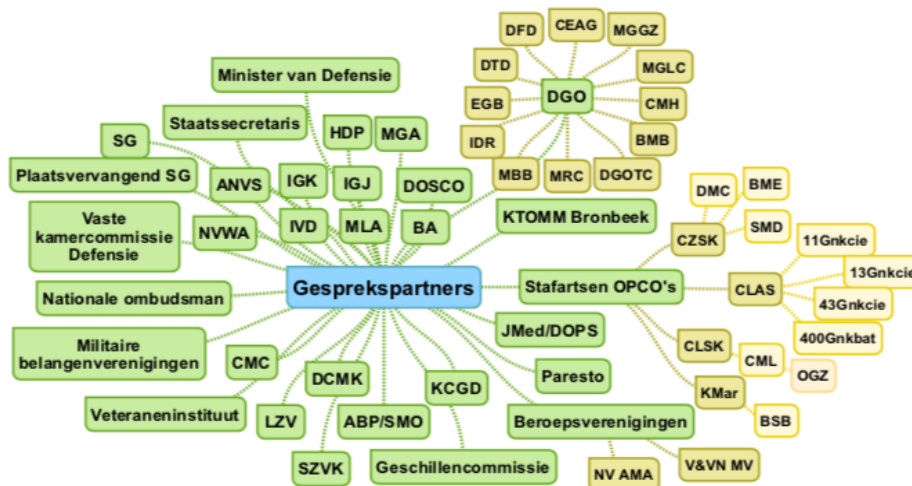 DFD
CEAG
MGGZ
DTD
MGLC
Minister van Defensie
EGB
DGO
CMH
Staatssecretaris
HDP
MGA
BMB
SG
IDR
MBB
MRC
DGOTC
Plaatsvervangend SG
ANVS
IGK
IGJ
DOSCO
DMC
BME
Vaste
kamercommissie
Defensie
NVWA
IVD
MLA
BA
KTOMM Bronbeek
CZSK
SMD
11Gnkcie
13Gnkcie
Nationale ombudsman
Gesprekspartners
Stafartsen OPCO's
CLAS
43Gnkcie
400Gnkbat
Militaire
belangenverenigingen
CMC
JMed/DOPS
CLSK
CML
OGZ
DCMK
KCGD
Paresto
KMar
Veteraneninstituut
LZV
ABP/SMO
Beroepsverenigingen
BSB
SZVK
Geschillencommissie
NV AMA
V&VN MV